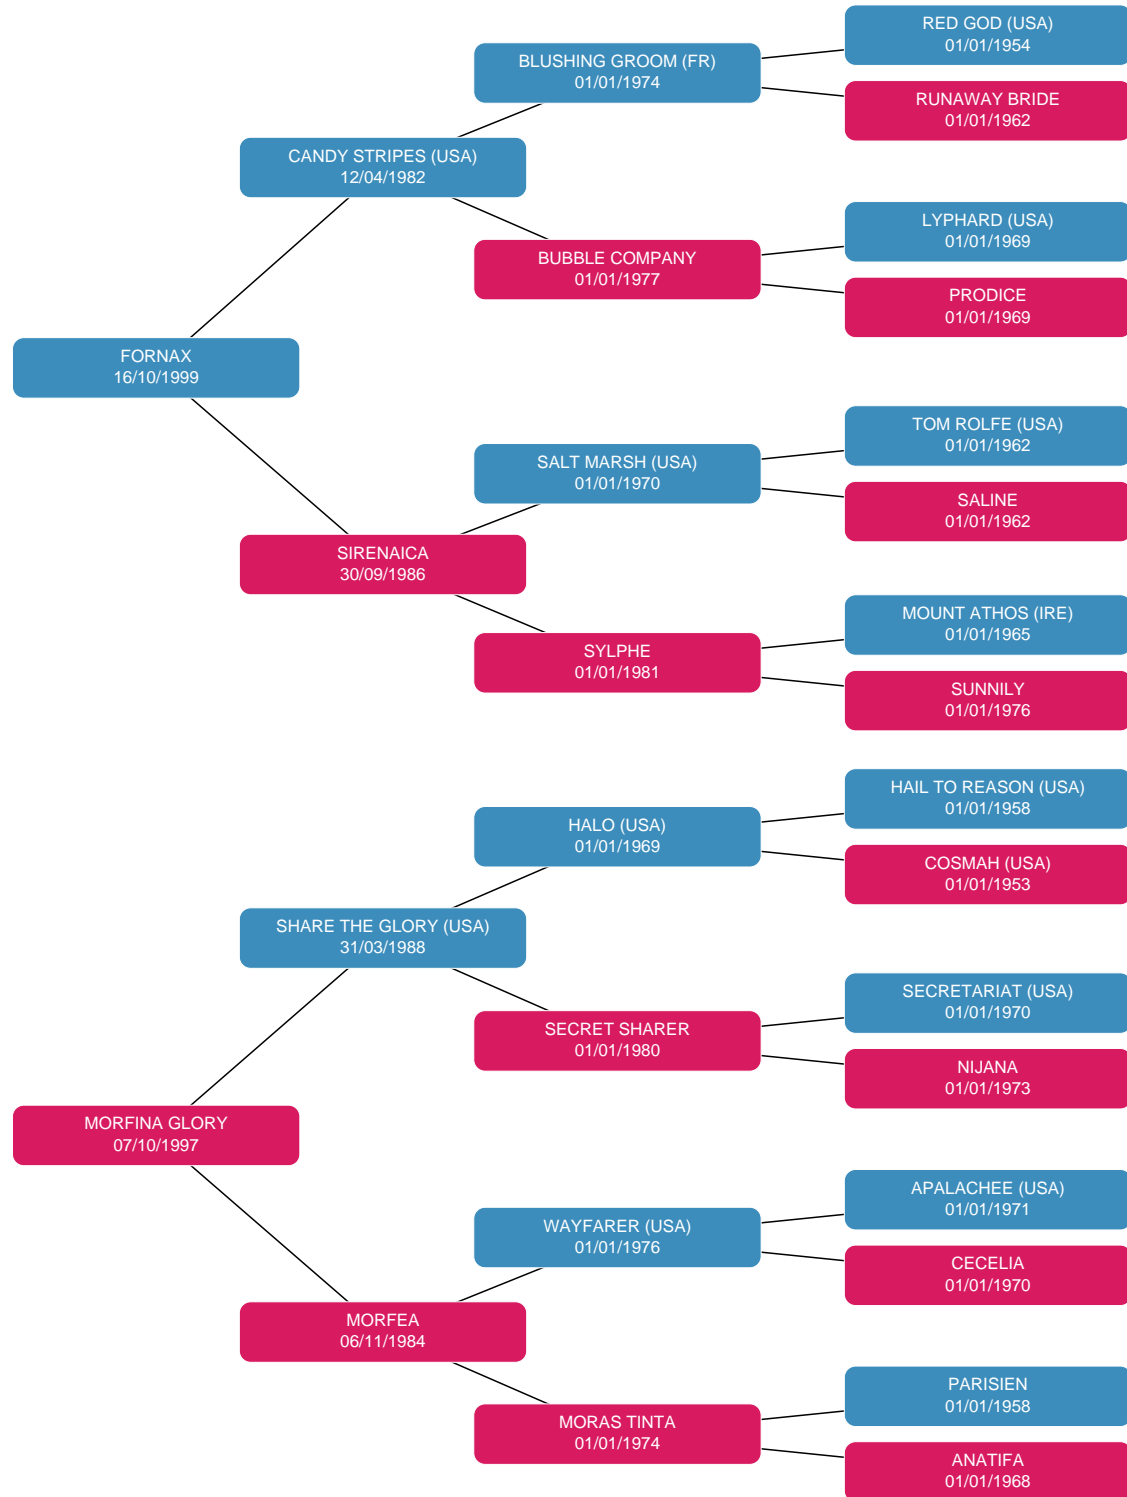 RED GOD (USA)
01/01/1954
BLUSHING GROOM (FR)
01/01/1974
RUNAWAY BRIDE
01/01/1962
CANDY STRIPES (USA)
12/04/1982
LYPHARD (USA)
01/01/1969
BUBBLE COMPANY
01/01/1977
PRODICE
01/01/1969
FORNAX
16/10/1999
TOM ROLFE (USA)
01/01/1962
SALT MARSH (USA)
01/01/1970
SALINE
01/01/1962
SIRENAICA
30/09/1986
MOUNT ATHOS (IRE)
01/01/1965
SYLPHE
01/01/1981
SUNNILY
01/01/1976
HAIL TO REASON (USA)
01/01/1958
HALO (USA)
01/01/1969
COSMAH (USA)
01/01/1953
SHARE THE GLORY (USA)
31/03/1988
SECRETARIAT (USA)
01/01/1970
SECRET SHARER
01/01/1980
NIJANA
01/01/1973
MORFINA GLORY
07/10/1997
APALACHEE (USA)
01/01/1971
WAYFARER (USA)
01/01/1976
CECELIA
01/01/1970
MORFEA
06/11/1984
PARISIEN
01/01/1958
MORAS TINTA
01/01/1974
ANATIFA
01/01/1968